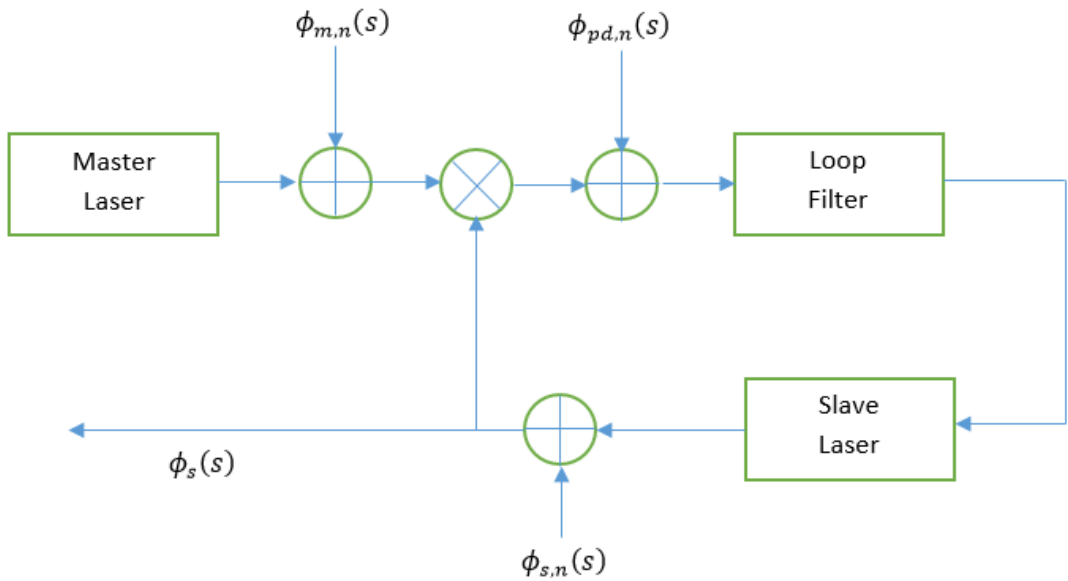 ϕ_{m,n}(s)
ϕ_{pd,n}(s)
Master
Laser
Loop
Filter
Slave
Laser
ϕ_s(s)
ϕ_{s,n}(s)